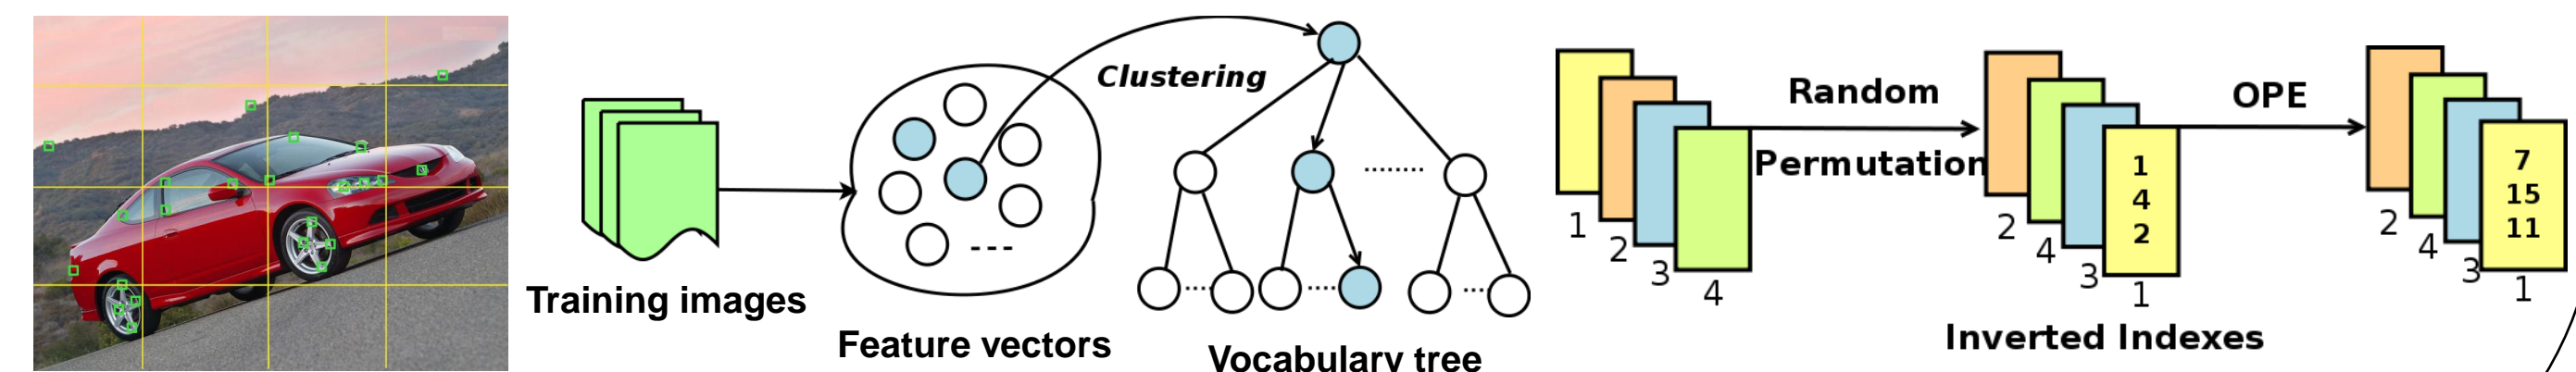 Training images
Feature vectors
Clustering
Vocabulary tree
1
2
3
4
Random
Permutation
2
4
3
1
4
2
1
OPE
2
4
3
7
15
11
1
Inverted Indexes